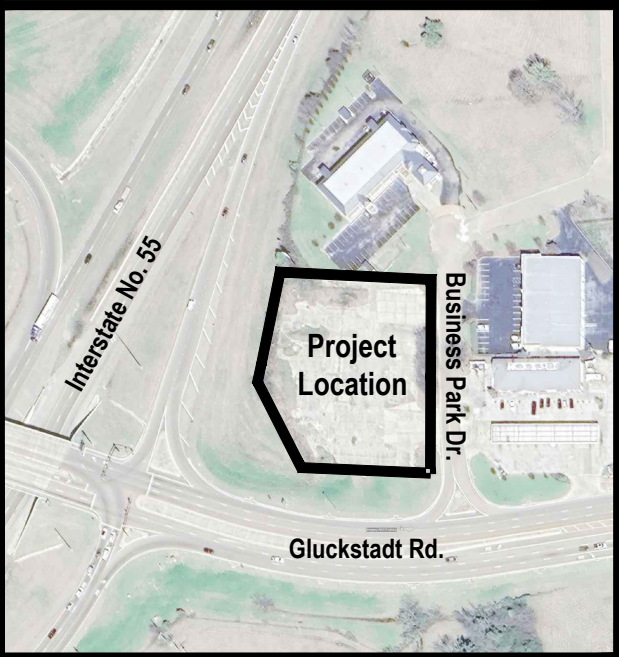 Interstate No. 55
Project
Location
Business Park Dr.
Gluckstadt Rd.